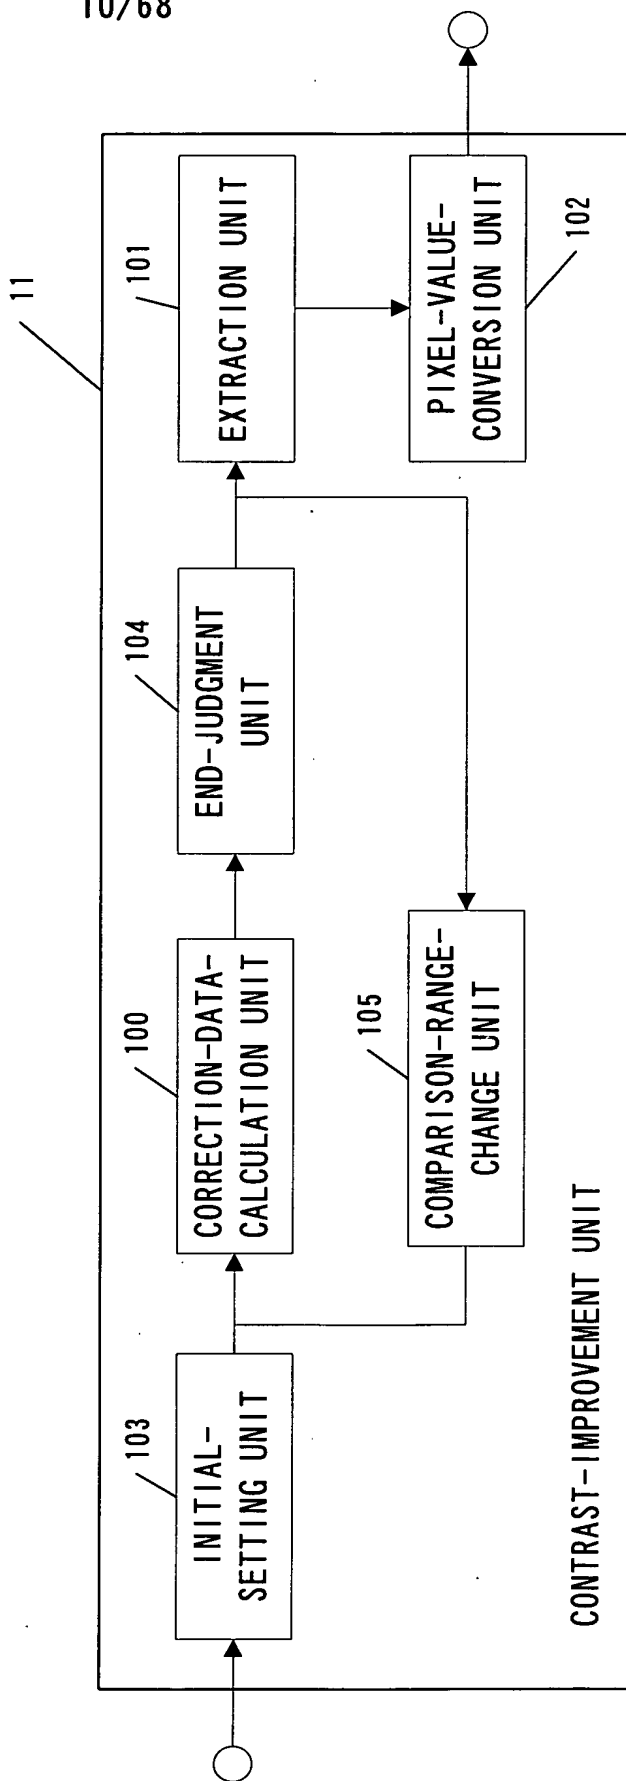 10/68
11
103
INITIAL-
SETTING UNIT
100
CORRECTION-DATA-
CALCULATION UNIT
104
END-JUDGMENT
UNIT
101
EXTRACTION UNIT
105
COMPARISON-RANGE-
CHANGE UNIT
PIXEL-VALUE-
CONVERSION UNIT
102
CONTRAST-IMPROVEMENT UNIT